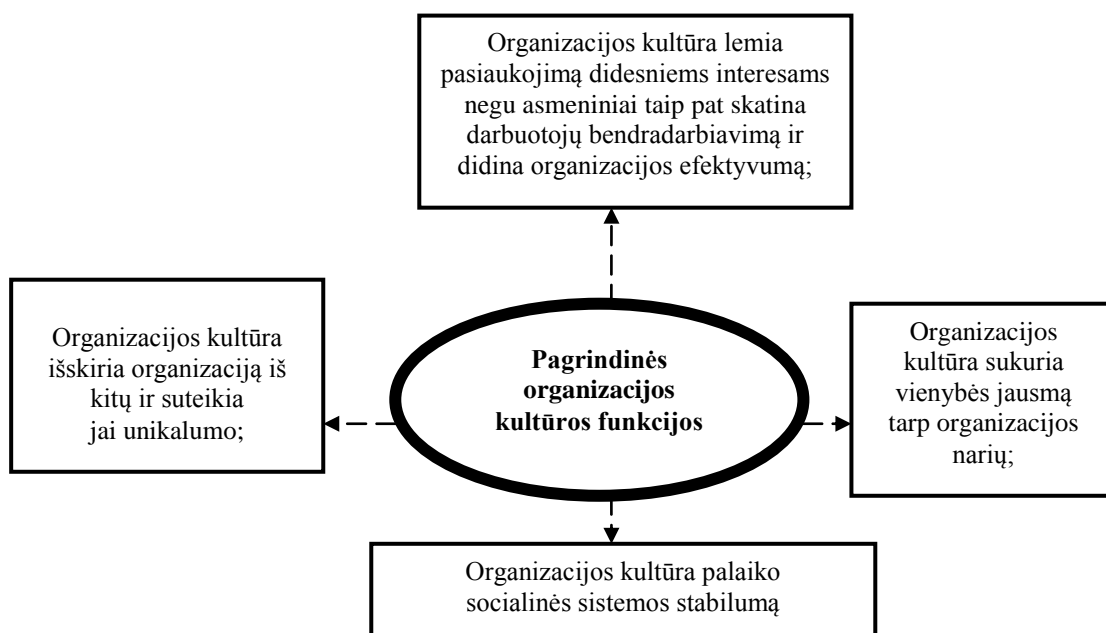 Organizacijos kultūra lemia
pasiaukojimą didesniems interesams
negu asmeniniai taip pat skatina
darbuotojų bendradarbiavimą ir
didina organizacijos efektyvumą;
Organizacijos kultūra
išskiria organizaciją iš
kitų ir suteikia
jai unikalumo;
Pagrindinės
organizacijos
kultūros funkcijos
Organizacijos
kultūra sukuria
vienybės jausmą
tarp organizacijos
narių;
Organizacijos kultūra palaiko
socialinės sistemos stabilumą